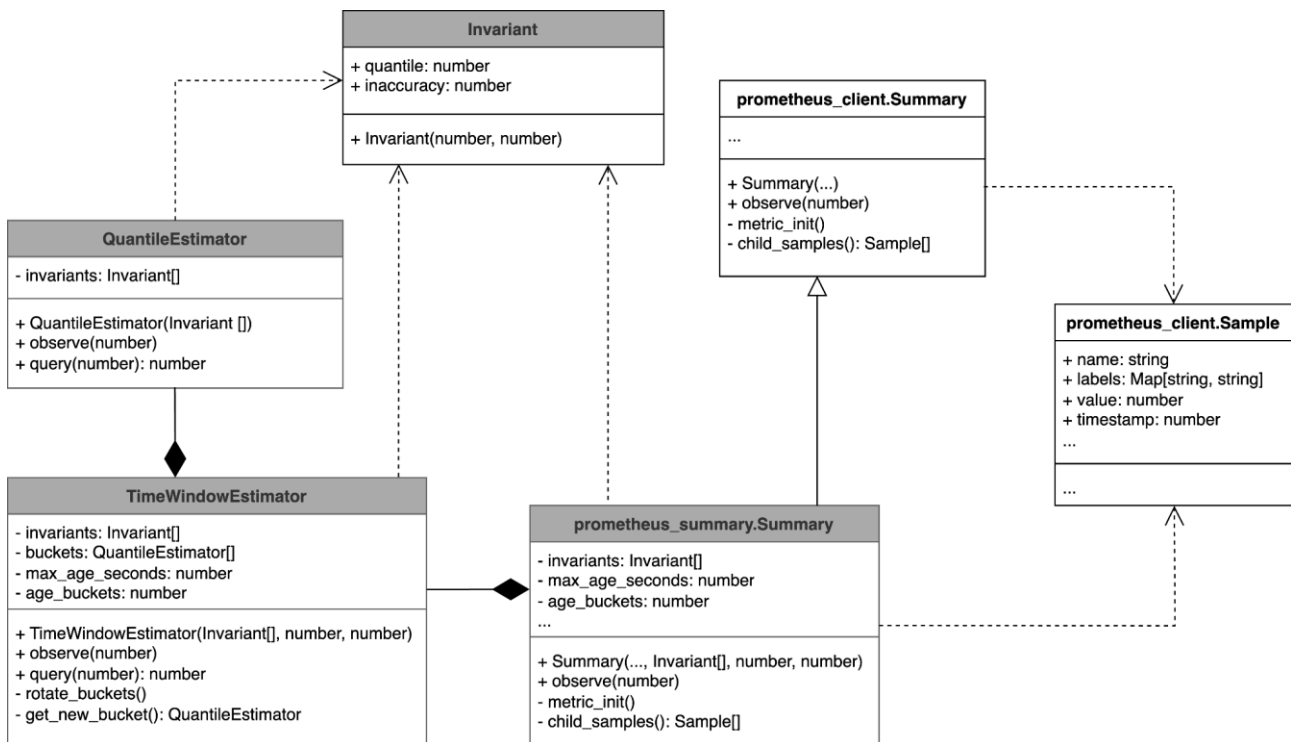 Invariant
+ quantile: number
+ inaccuracy: number
+ Invariant(number, number)
prometheus_client.Summary
...
+ Summary(...)
+ observe(number)
- metric_init()
- child_samples(): Sample[]
QuantileEstimator
- invariants: Invariant[]
+ QuantileEstimator(Invariant [])
+ observe(number)
+ query(number): number
prometheus_client.Sample
+ name: string
+ labels: Map[string, string]
+ value: number
+ timestamp: number
...
...
TimeWindowEstimator
- invariants: Invariant[]
- buckets: QuantileEstimator[]
- max_age_seconds: number
- age_buckets: number
+ TimeWindowEstimator(Invariant[], number, number)
+ observe(number)
+ query(number): number
- rotate_buckets()
- get_new_bucket(): QuantileEstimator
prometheus_summary.Summary
- invariants: Invariant[]
- max_age_seconds: number
- age_buckets: number
...
+ Summary(..., Invariant[], number, number)
+ observe(number)
- metric_init()
- child_samples(): Sample[]